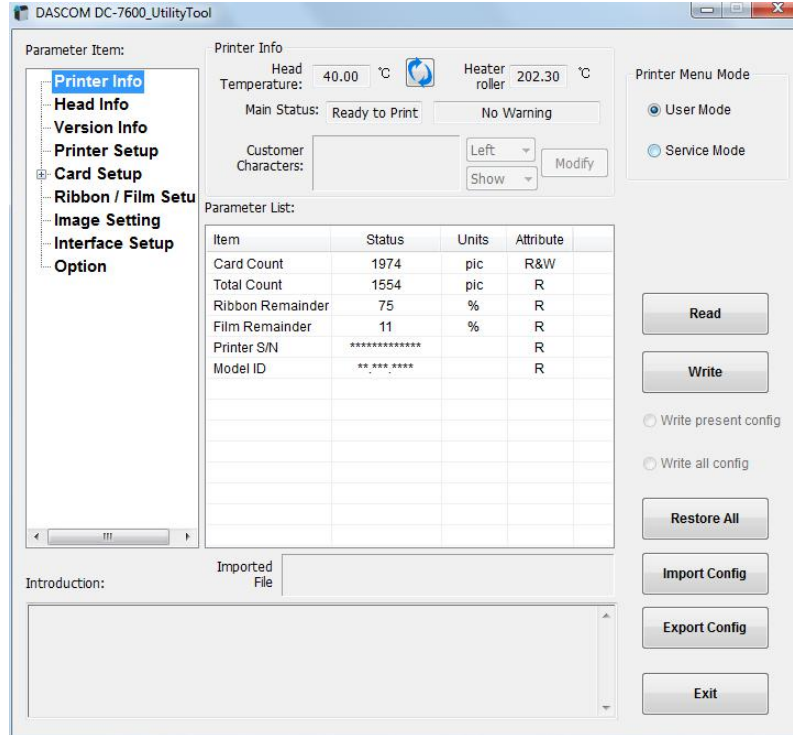 DASCOM DC-7600_UtilityTool
Parameter Item:
Printer Info
Head Info
Version Info
Printer Setup
Card Setup
Ribbon / Film Setu
Image Setting
Interface Setup
Option
Printer Info
Head Temperature: 40.00 ℃ Heater roller 202.30 ℃
Main Status: Ready to Print No Warning
Customer Characters: Left Show Modify
Printer Menu Mode
User Mode
Service Mode
Parameter List:
Item Status Units Attribute
Card Count 1974 pic R&W
Total Count 1554 pic R
Ribbon Remainder 75 % R
Film Remainder 11 % R
Printer S/N ************* R
Model ID **.***.**** R
Read
Write
Write present config
Write all config
Restore All
Import Config
Export Config
Exit
Imported File
Introduction: